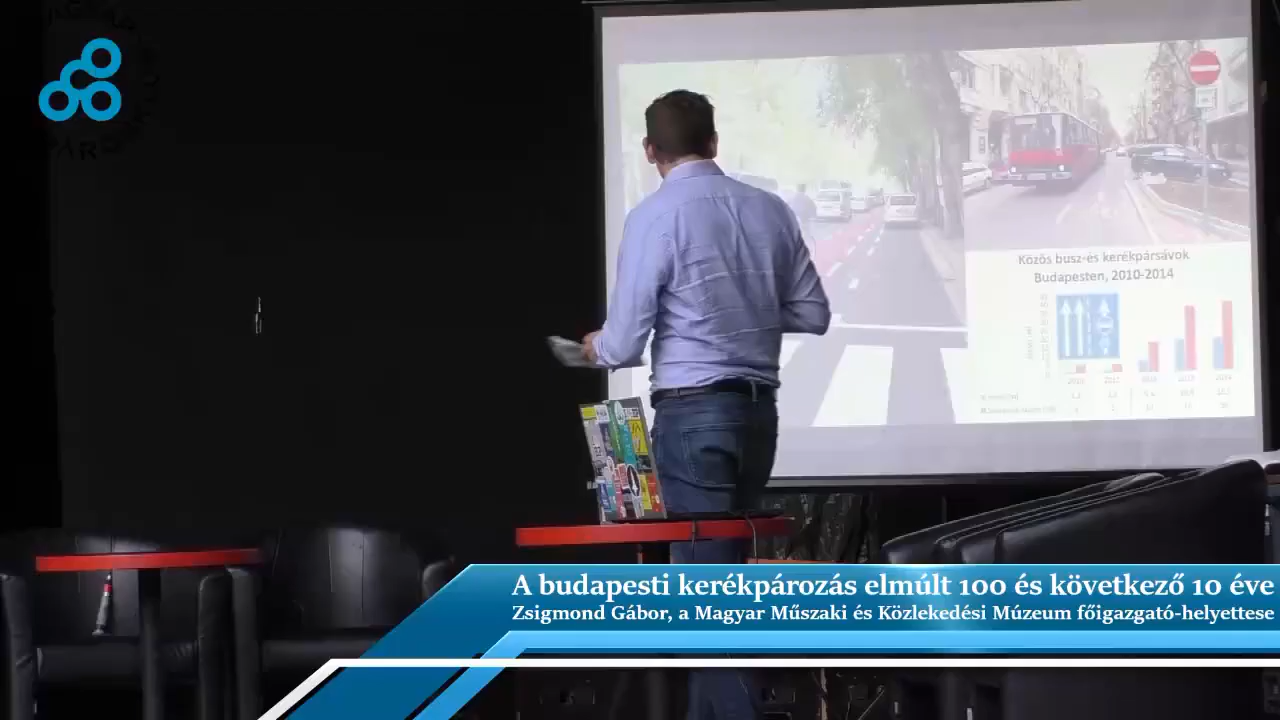 Közös busz-és kerékpársávok
Budapesten, 2010-2014
A budapesti kerékpározás elmúlt 100 és következő 10 éve
Zsigmond Gábor, a Magyar Műszaki és Közlekedési Múzeum főigazgató-helyettese